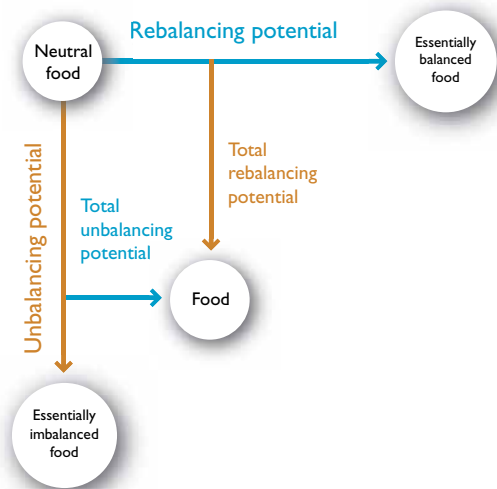 Rebalancing potential
Neutral
food
Essentially
balanced
food
Unbalancing potential
Total
rebalancing
potential
Total
unbalancing
potential
Food
Essentially
imbalanced
food